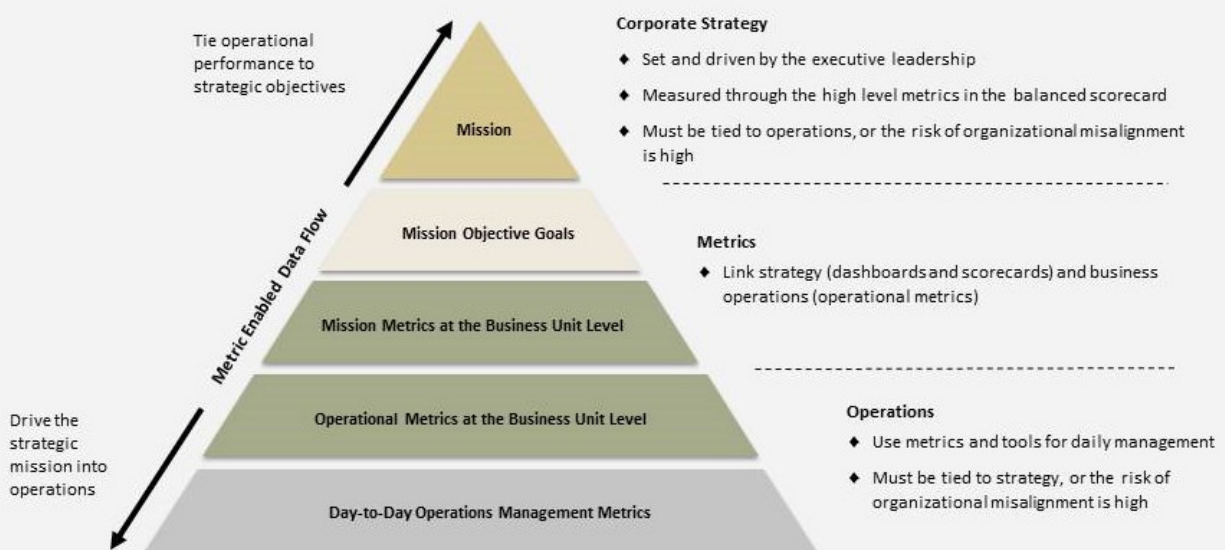 Tie operational
performance to
strategic objectives
Metric Enabled Data Flow
Drive the
strategic
mission into
operations
Mission
Mission Objective Goals
Mission Metrics at the Business Unit Level
Operational Metrics at the Business Unit Level
Day-to-Day Operations Management Metrics
Corporate Strategy
♦ Set and driven by the executive leadership
♦ Measured through the high level metrics in the balanced scorecard
♦ Must be tied to operations, or the risk of organizational misalignment
is high
Metrics
♦ Link strategy (dashboards and scorecards) and business
operations (operational metrics)
Operations
♦ Use metrics and tools for daily management
♦ Must be tied to strategy, or the risk of
organizational misalignment is high